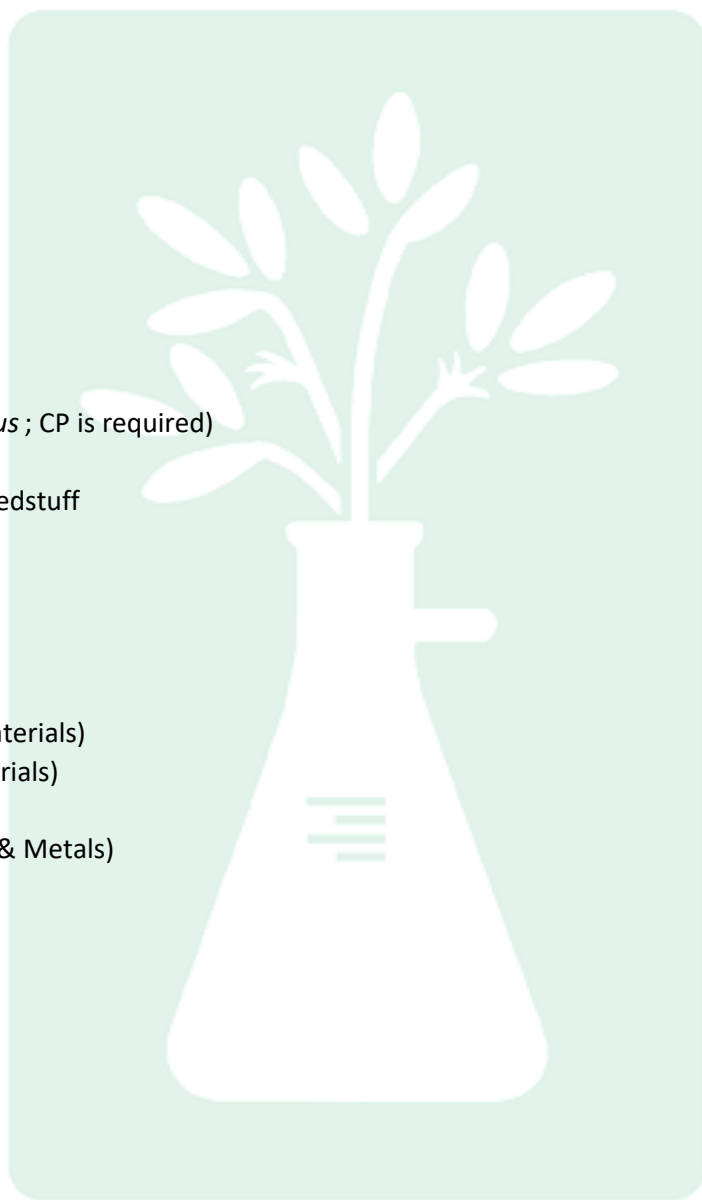 us ; CP is required)
edstuff
terials)
rials)
& Metals)